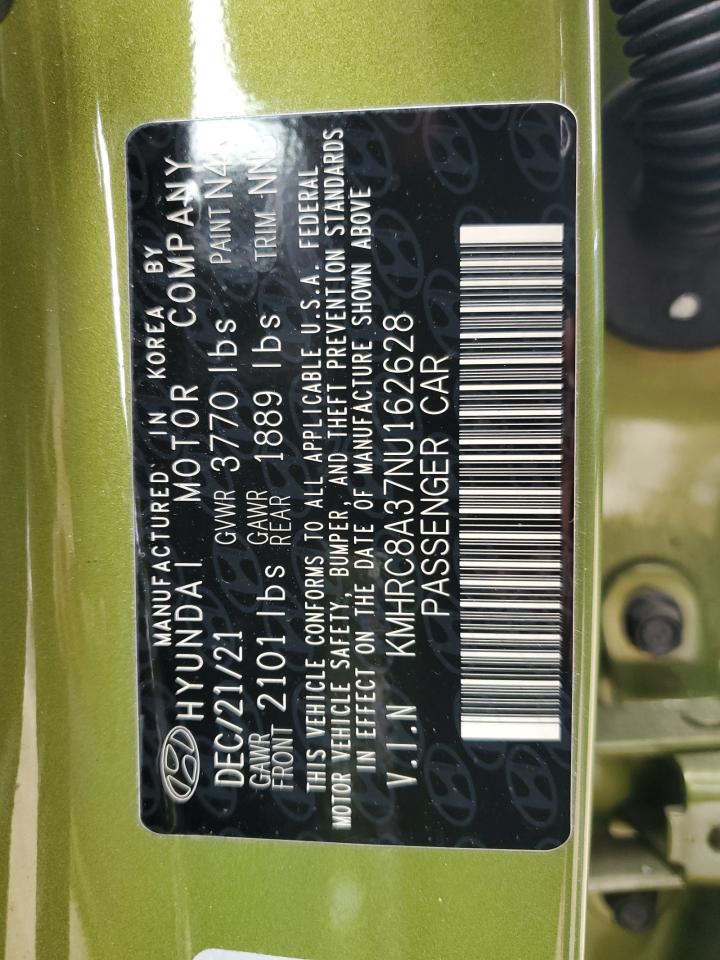 MANUFACTURED IN KOREA BY
HYUNDAI MOTOR COMPANY
DEC/21/21 GVWR 3770 lbs PAINT
GAWR FRONT 2101 lbs GAWR REAR 1889 lbs TRIM
THIS VEHICLE CONFORMS TO ALL APPLICABLE U.S.A. FEDERAL
MOTOR VEHICLE SAFETY, BUMPER, AND THEFT PREVENTION STANDARDS
IN EFFECT ON THE DATE OF MANUFACTURE SHOWN ABOVE
V.I.N KMHRC8A37NU162628
PASSENGER CAR